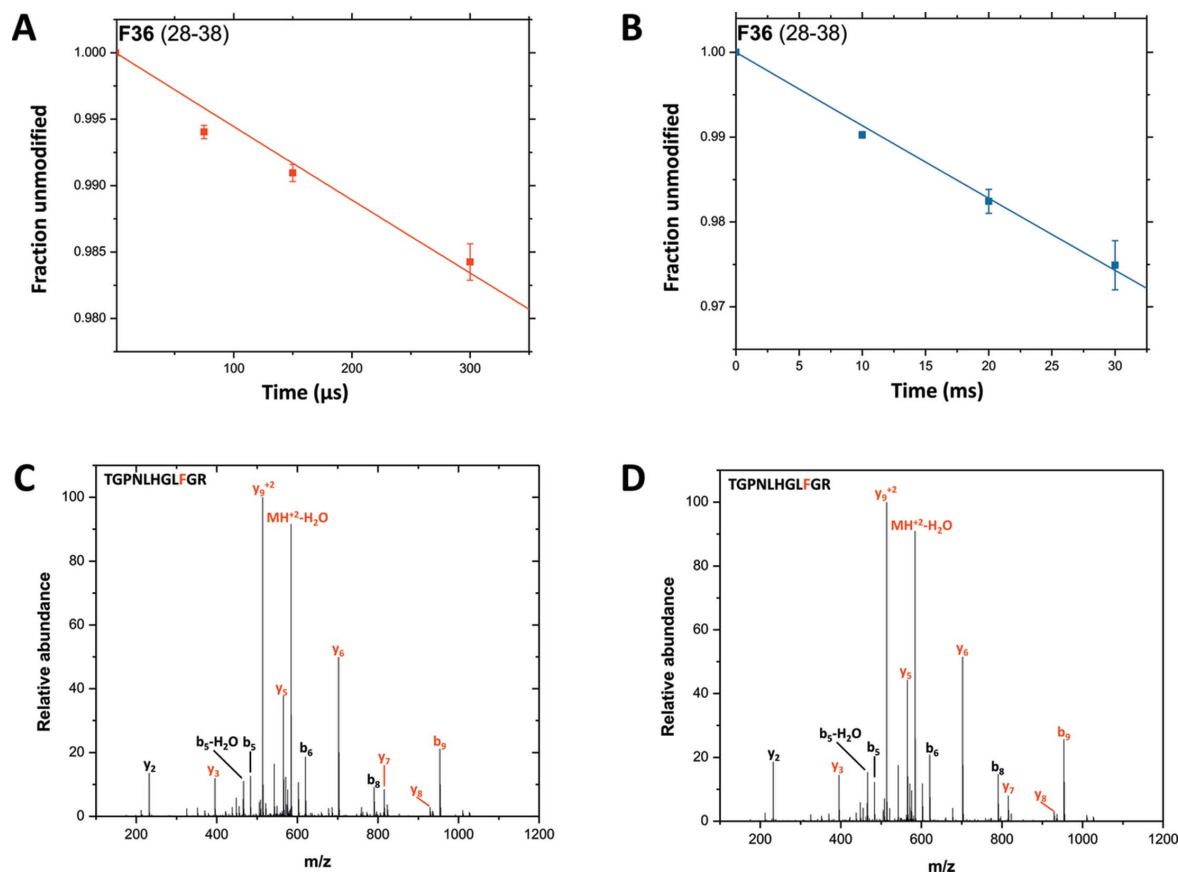 A
F36 (28-38)
1.000
0.995
0.990
0.985
0.980
Fraction unmodified
100
200
300
Time (µs)
B
F36 (28-38)
1.00
0.99
0.98
0.97
Fraction unmodified
0
5
10
15
20
25
30
Time (ms)
C
TGPNLHGLFGR
100
80
60
40
20
0
Relative abundance
y₉⁺²
MH⁺²-H₂O
y₆
y₅
b₅-H₂O
b₅
b₆
b₉
y₂
y₃
y₇
b₈
y₈
200
400
600
800
1000
1200
m/z
D
TGPNLHGLFGR
100
80
60
40
20
0
Relative abundance
y₉⁺²
MH⁺²-H₂O
y₆
y₅
b₅-H₂O
b₅
b₆
b₉
y₂
y₃
b₈
y₇
y₈
200
400
600
800
1000
1200
m/z